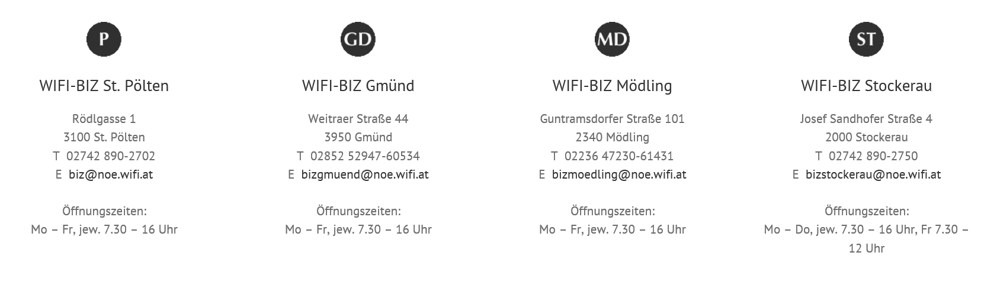 P
WIFI-BIZ St. Pölten
Rödlgasse 1
3100 St. Pölten
T 02742 890-2702
E biz@noe.wifi.at
Öffnungszeiten:
Mo – Fr, jew. 7.30 – 16 Uhr
GD
WIFI-BIZ Gmünd
Weitraer Straße 44
3950 Gmünd
T 02852 52947-60534
E bizgmuend@noe.wifi.at
Öffnungszeiten:
Mo – Fr, jew. 7.30 – 16 Uhr
MD
WIFI-BIZ Mödling
Guntramsdorfer Straße 101
2340 Mödling
T 02236 47230-61431
E bizmoedling@noe.wifi.at
Öffnungszeiten:
Mo – Fr, jew. 7.30 – 16 Uhr
ST
WIFI-BIZ Stockerau
Josef Sandhofer Straße 4
2000 Stockerau
T 02742 890-2750
E bizstockerau@noe.wifi.at
Öffnungszeiten:
Mo – Do, jew. 7.30 – 16 Uhr, Fr 7.30 –
12 Uhr